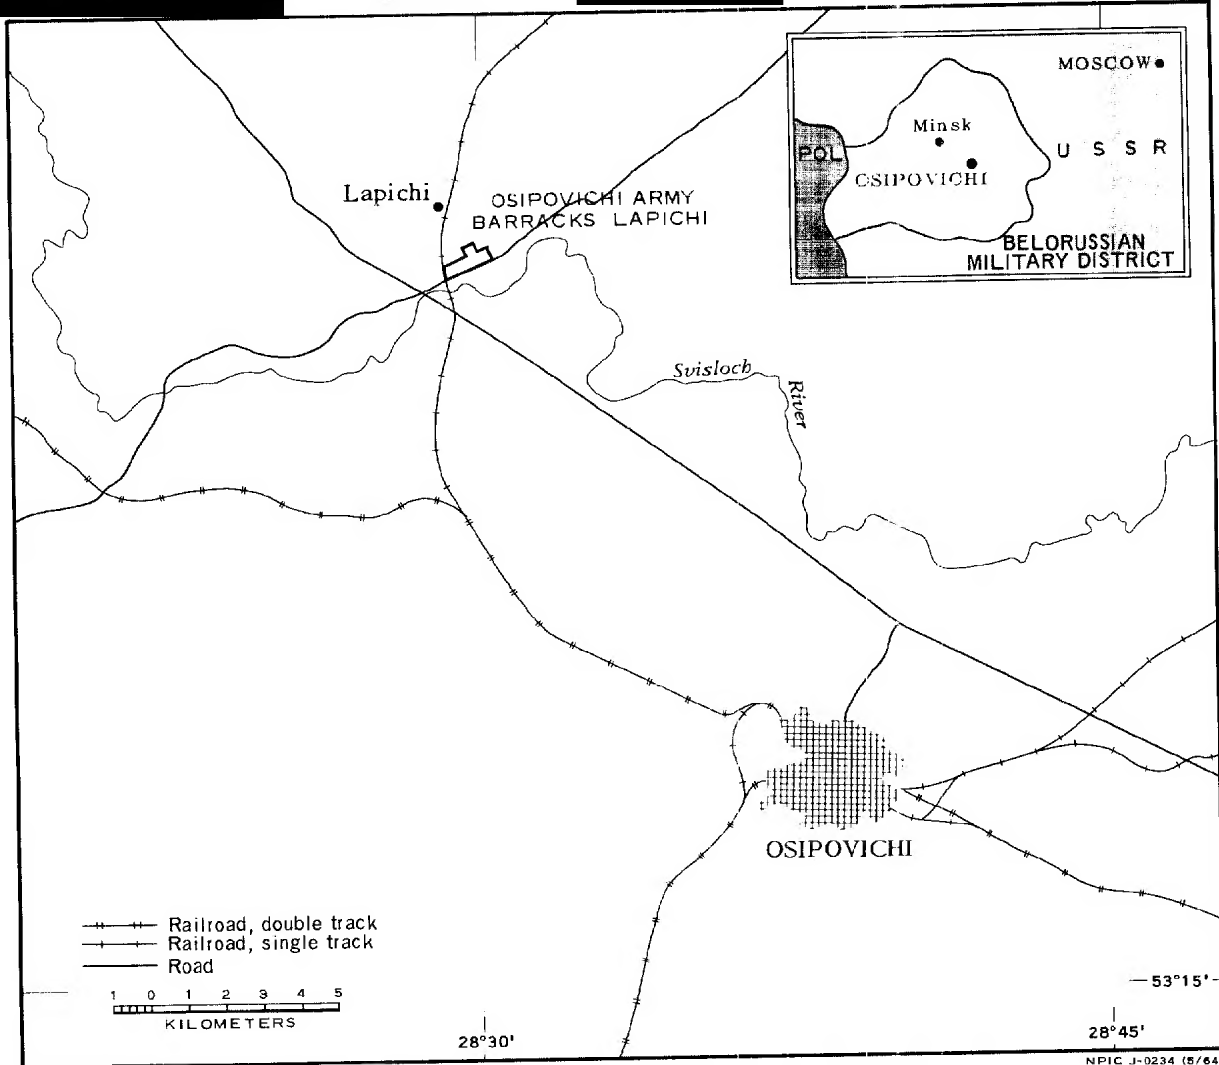 MOSCOW
Minsk
POL
U S S R
OSIPOVICHI
BELORUSSIAN
MILITARY DISTRICT
Lapichi
OSIPOVICHI ARMY
BARRACKS LAPICHI
Svisloch
River
OSIPOVICHI
Railroad, double track
Railroad, single track
Road
1 0 1 2 3 4 5
KILOMETERS
53°15'
28°30'
28°45'
NPIC J-0234 (5/64